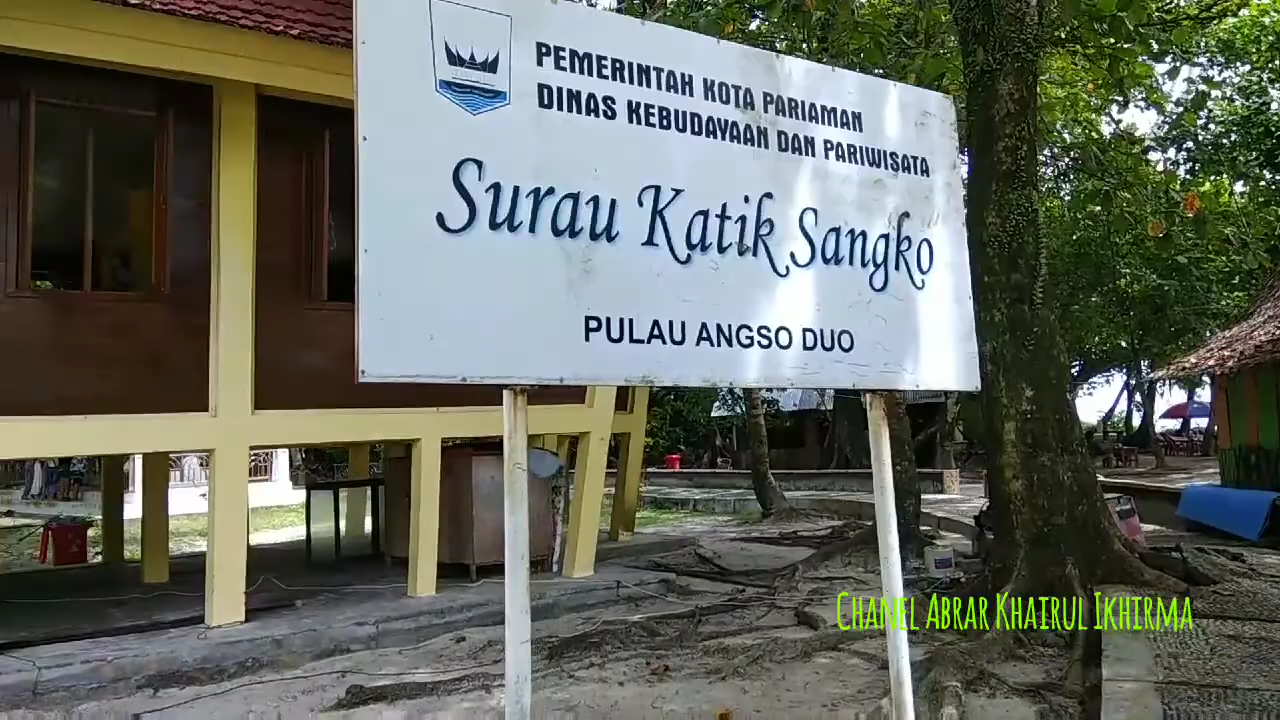 PEMERINTAH KOTA PARIAMAN
DINAS KEBUDAYAAN DAN PARIWISATA
Surau Katik Sangko
PULAU ANGSO DUO
Chanel Abrar Khairul Ikhirma